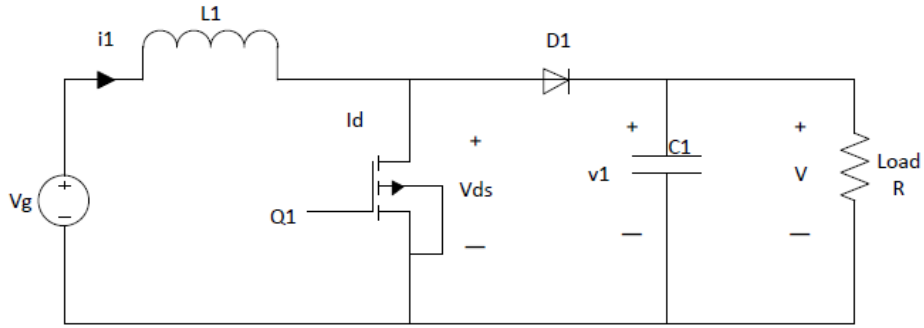 L1
i1
D1
Id
+
+
+
C1
Load
R
Vg
+
−
Vds
v1
V
Q1
−
−
−